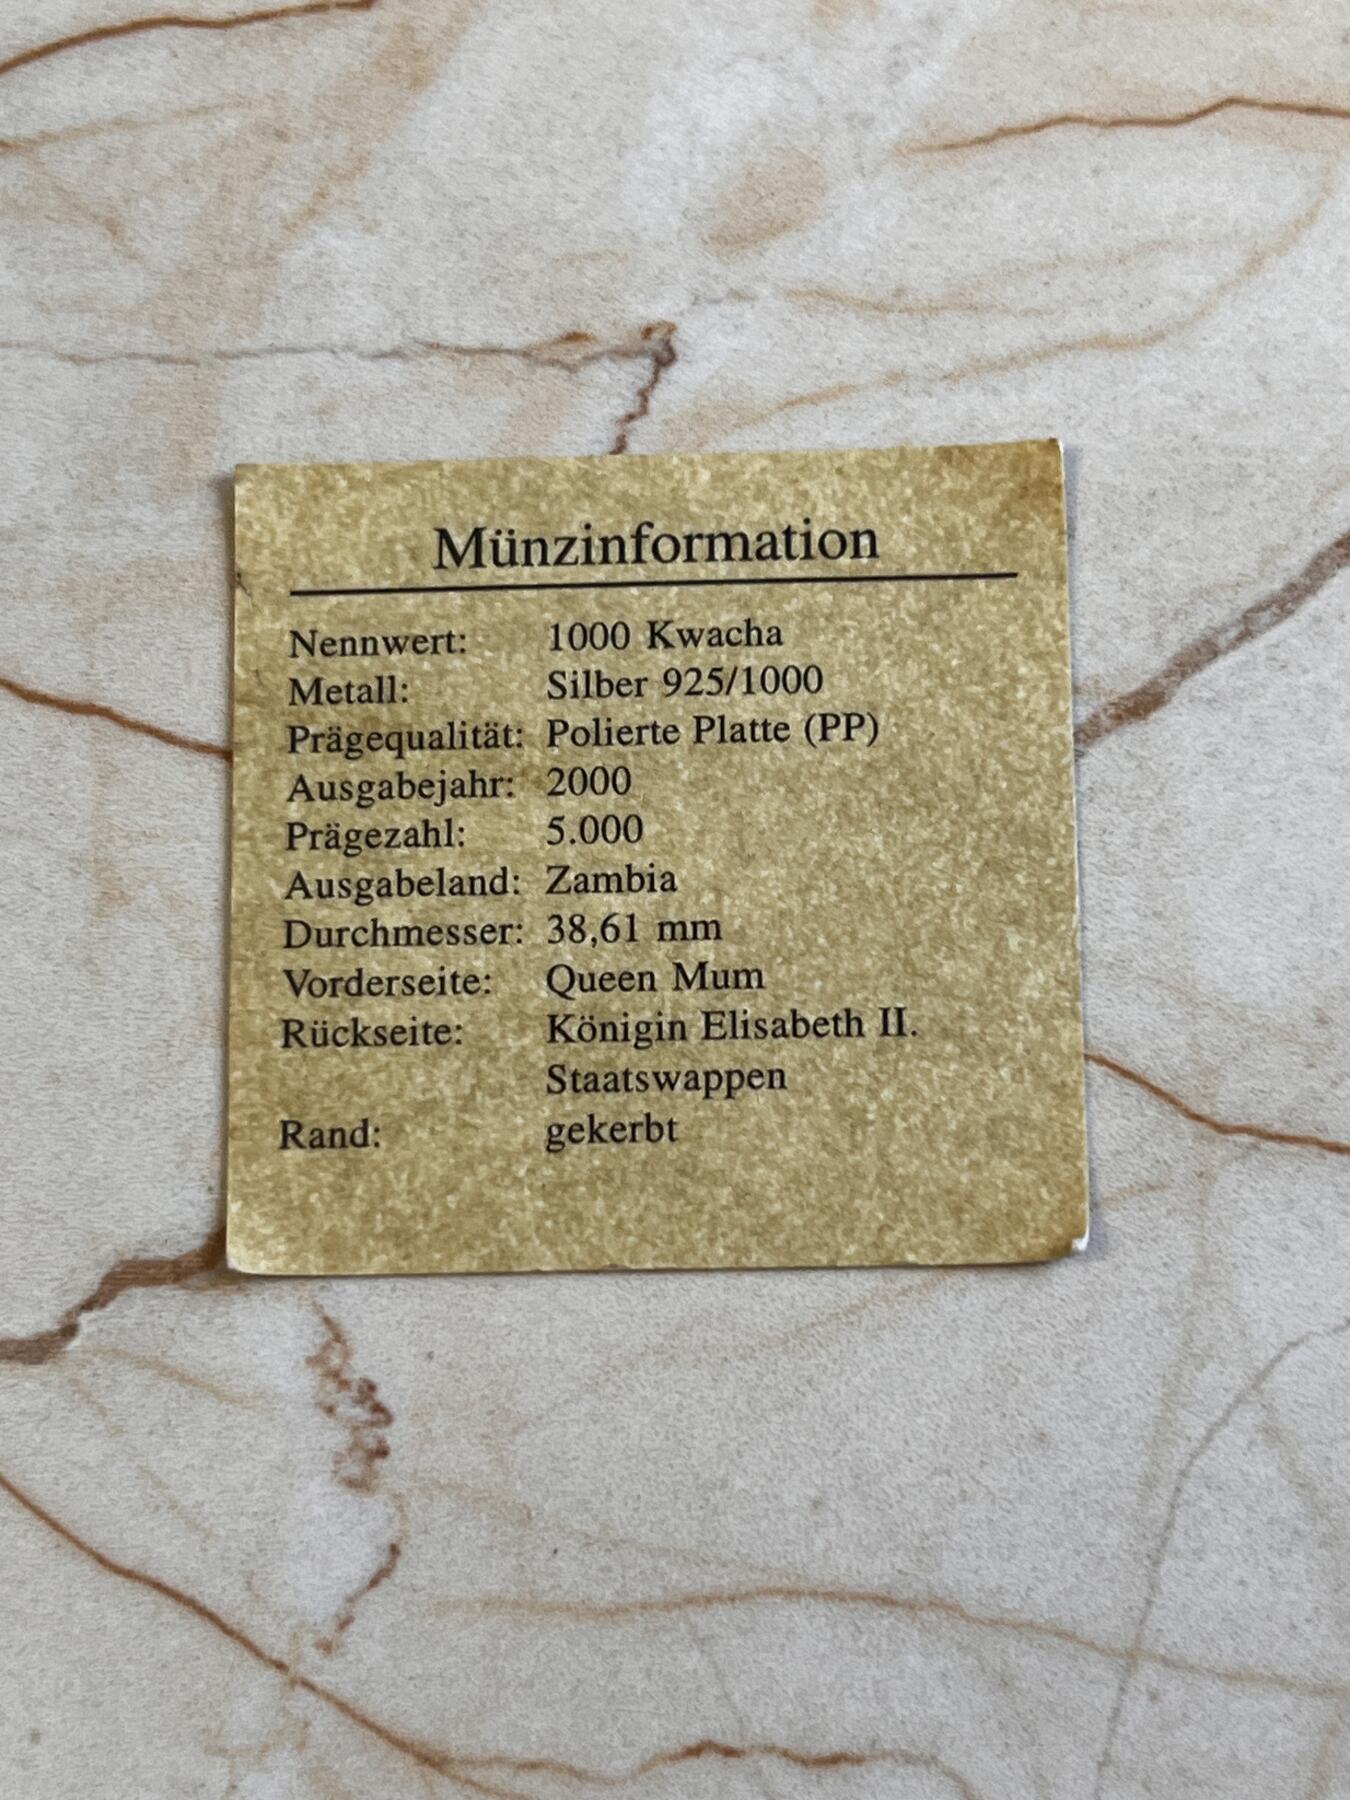 Münzinformation
Nennwert: 1000 Kwacha
Metall: Silber 925/1000
Prägequalität: Polierte Platte (PP)
Ausgabejahr: 2000
Prägezahl: 5.000
Ausgabeland: Zambia
Durchmesser: 38,61 mm
Vorderseite: Queen Mum
Rückseite: Königin Elisabeth II.
Staatswappen
Rand: gekerbt